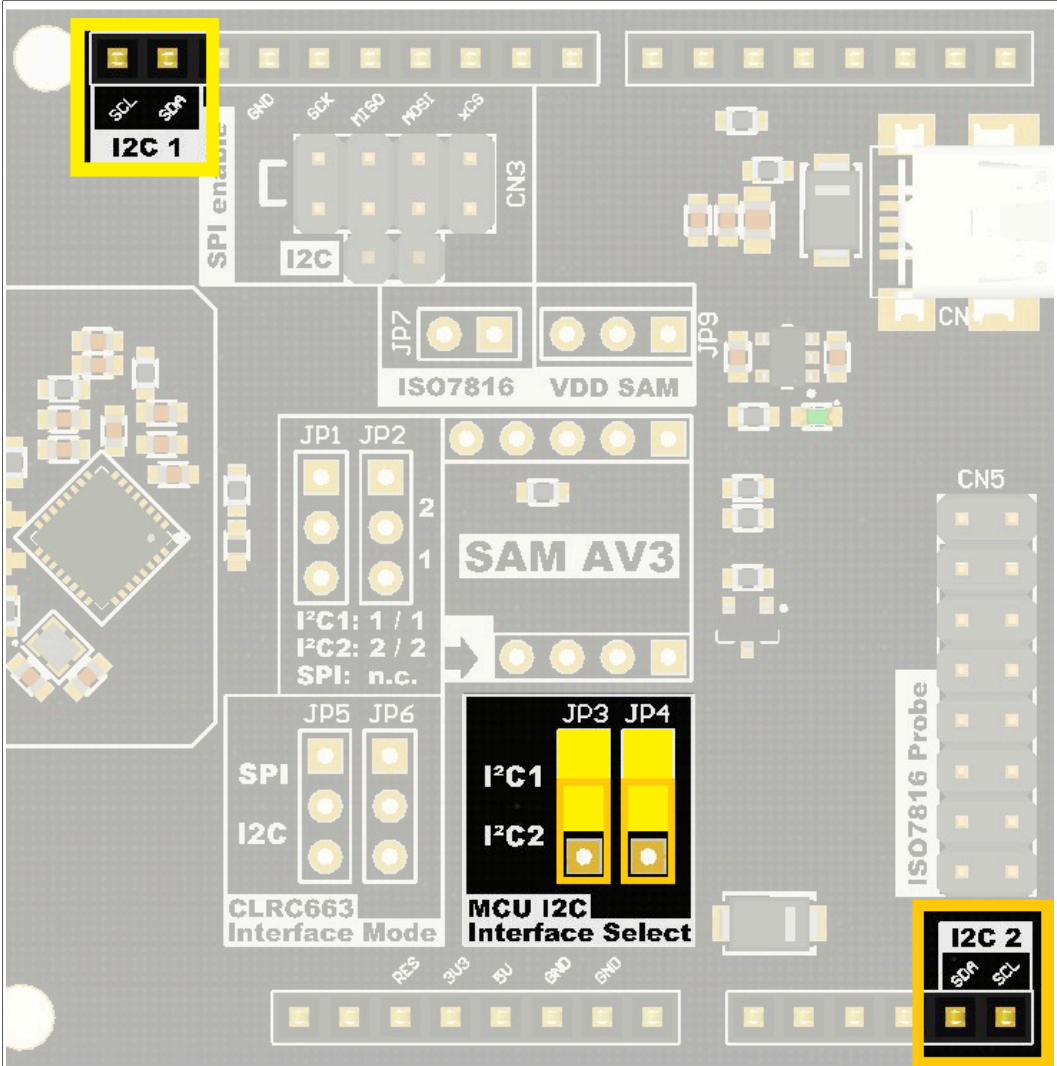 SCL SDA GND SCK MISO MOSI xCS
I2C 1
SPI enable
CN3
I2C
CN
JP7
JP9
ISO7816 VDD SAM
JP1 JP2
2
1
SAM AV3
CN5
I²C1: 1 / 1
I²C2: 2 / 2
SPI: n.c.
JP5 JP6
SPI
I2C
CLRC663
Interface Mode
JP3 JP4
I²C1
I²C2
MCU I2C
Interface Select
ISO7816 Probe
I2C 2
SDA SCL
RES 3V3 5V GND GND